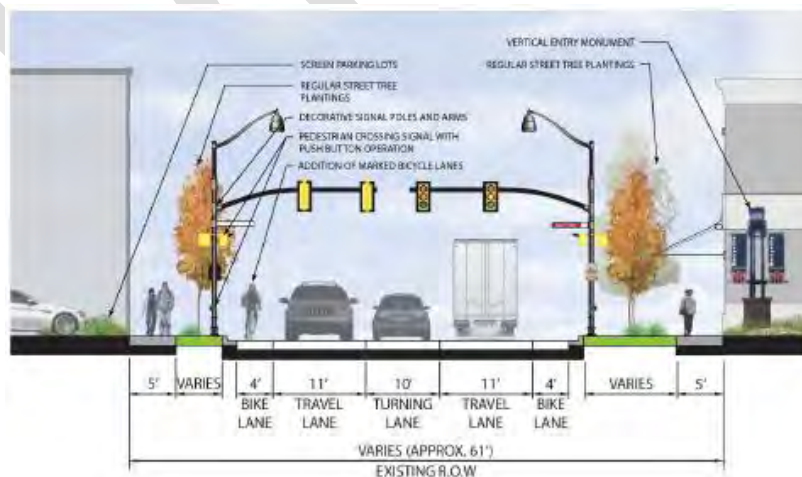 VERTICAL ENTRY MONUMENT
SCREEN PARKING LOTS
REGULAR STREET TREE PLANTINGS
REGULAR STREET TREE
PLANTINGS
DECORATIVE SIGNAL POLES AND ARMS
PEDESTRIAN CROSSING SIGNAL WITH
PUSH BUTTON OPERATION
ADDITION OF MARKED BICYCLE LANES
5' VARIES 4' 11' 10' 11' 4' VARIES 5'
BIKE TRAVEL TURNING TRAVEL BIKE
LANE LANE LANE LANE LANE
VARIES (APPROX. 61')
EXISTING R.O.W